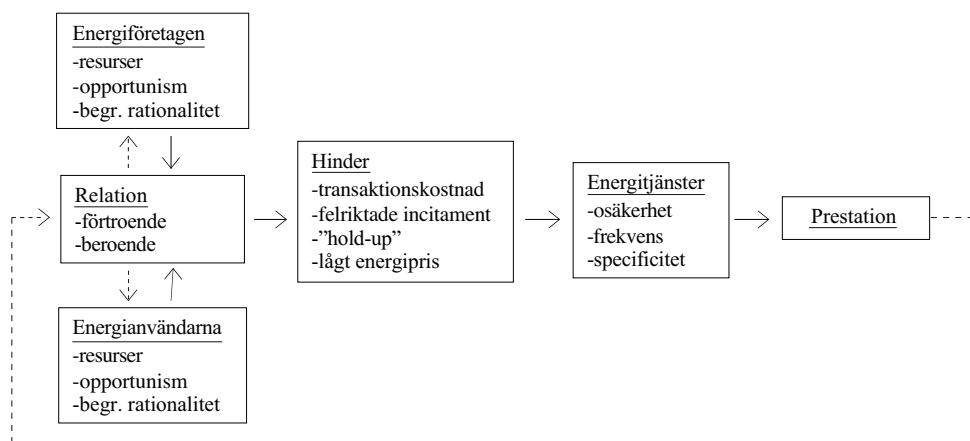 Energiföretagen
-resurser
-opportunism
-begr. rationalitet
Relation
-förtroende
-beroende
Energianvändarna
-resurser
-opportunism
-begr. rationalitet
Hinder
-transaktionskostnad
-felriktade incitament
-”hold-up”
-lågt energipris
Energitjänster
-osäkerhet
-frekvens
-specificitet
Prestation